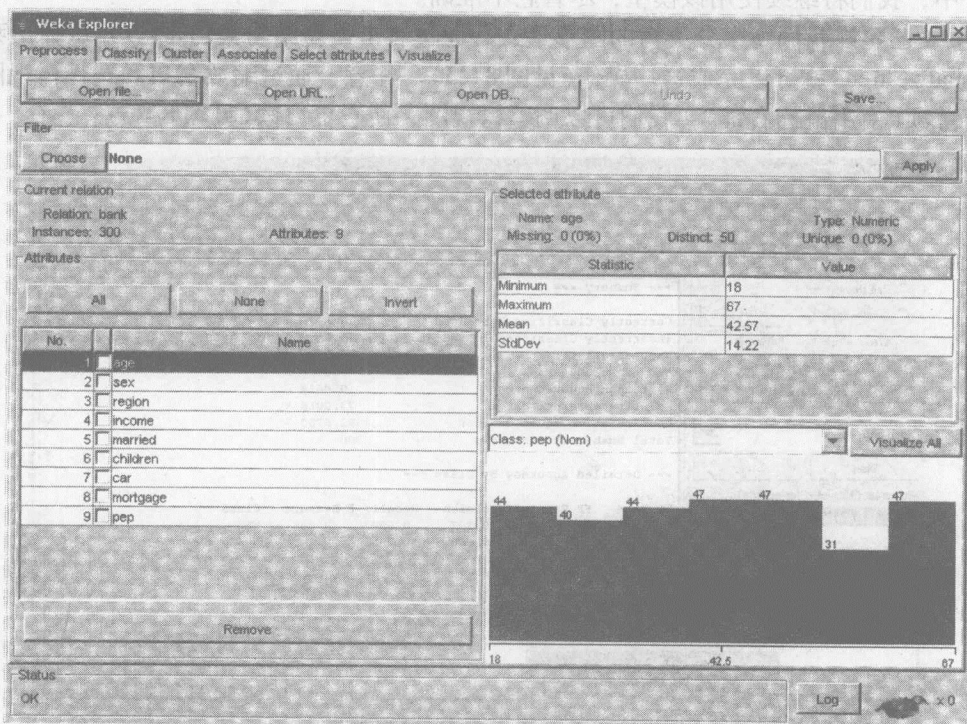 Weka Explorer
Preprocess Classify Cluster Associate Select attributes Visualize
Open file... Open URL... Open DB... Undo Save...
Filter
Choose None Apply
Current relation
Relation: bank
Instances: 300 Attributes: 9
Selected attribute
Name: age Type: Numeric
Missing: 0 (0%) Distinct: 50 Unique: 0 (0%)
Statistic Value
Minimum 18
Maximum 67
Mean 42.57
StdDev 14.22
Attributes
All None Invert
No. Name
1 age
2 sex
3 region
4 income
5 married
6 children
7 car
8 mortgage
9 pep
Remove
Class: pep (Nom) Visualize All
44 40 44 47 47 31 47
18 42.5 67
Status
OK
Log x 0